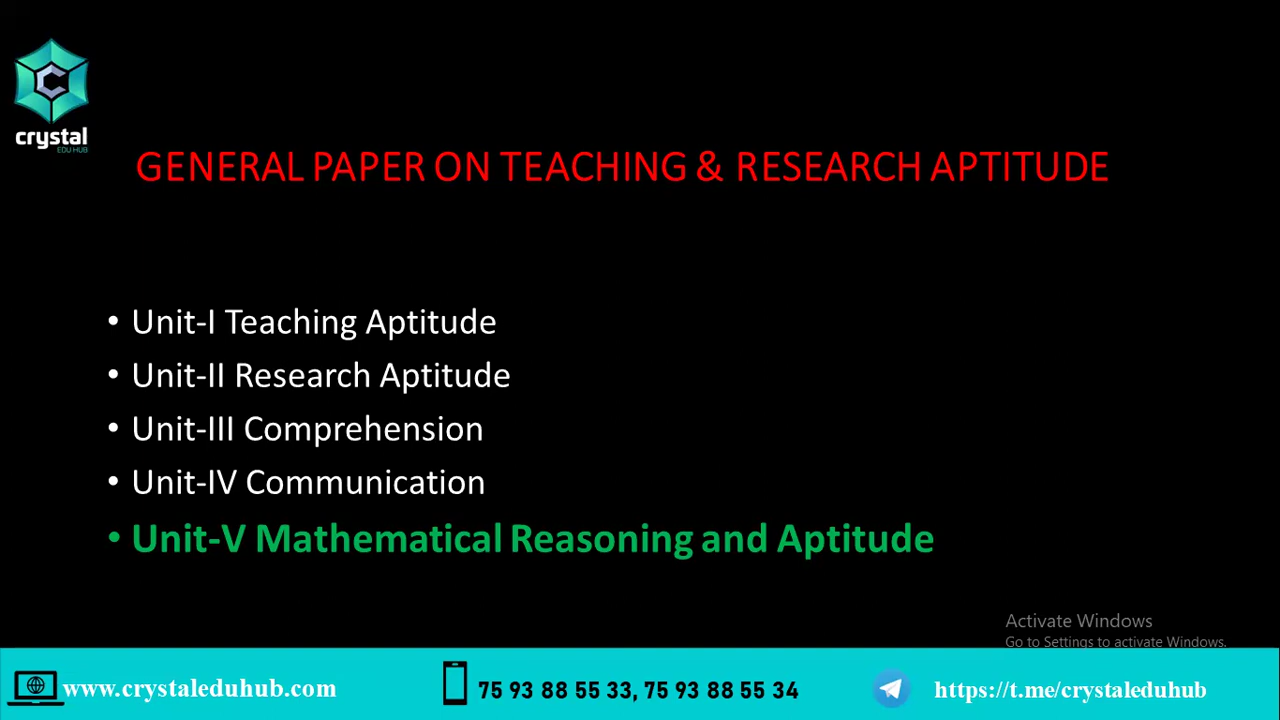 crystal
EDU HUB
GENERAL PAPER ON TEACHING & RESEARCH APTITUDE
• Unit-I Teaching Aptitude
• Unit-II Research Aptitude
• Unit-III Comprehension
• Unit-IV Communication
• Unit-V Mathematical Reasoning and Aptitude
Activate Windows
Go to Settings to activate Windows.
www.crystaleduhub.com
75 93 88 55 33, 75 93 88 55 34
https://t.me/crystaleduhub